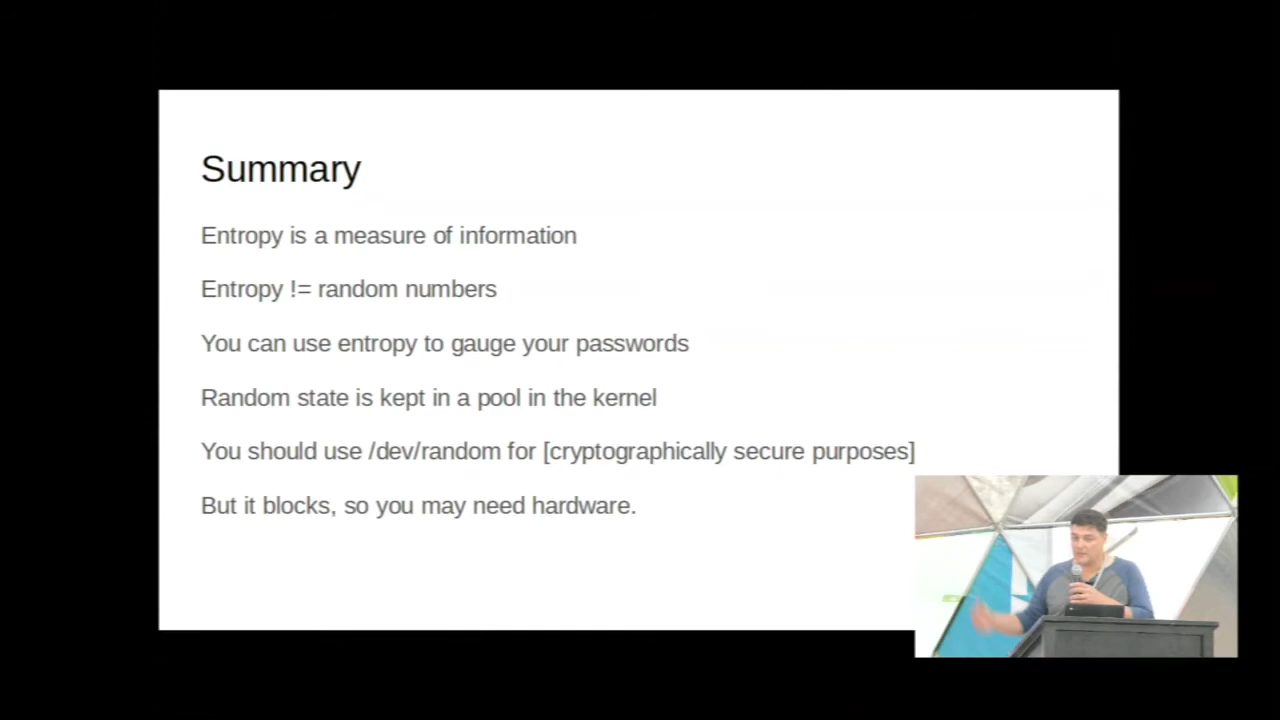 Summary
Entropy is a measure of information
Entropy != random numbers
You can use entropy to gauge your passwords
Random state is kept in a pool in the kernel
You should use /dev/random for [cryptographically secure purposes]
But it blocks, so you may need hardware.